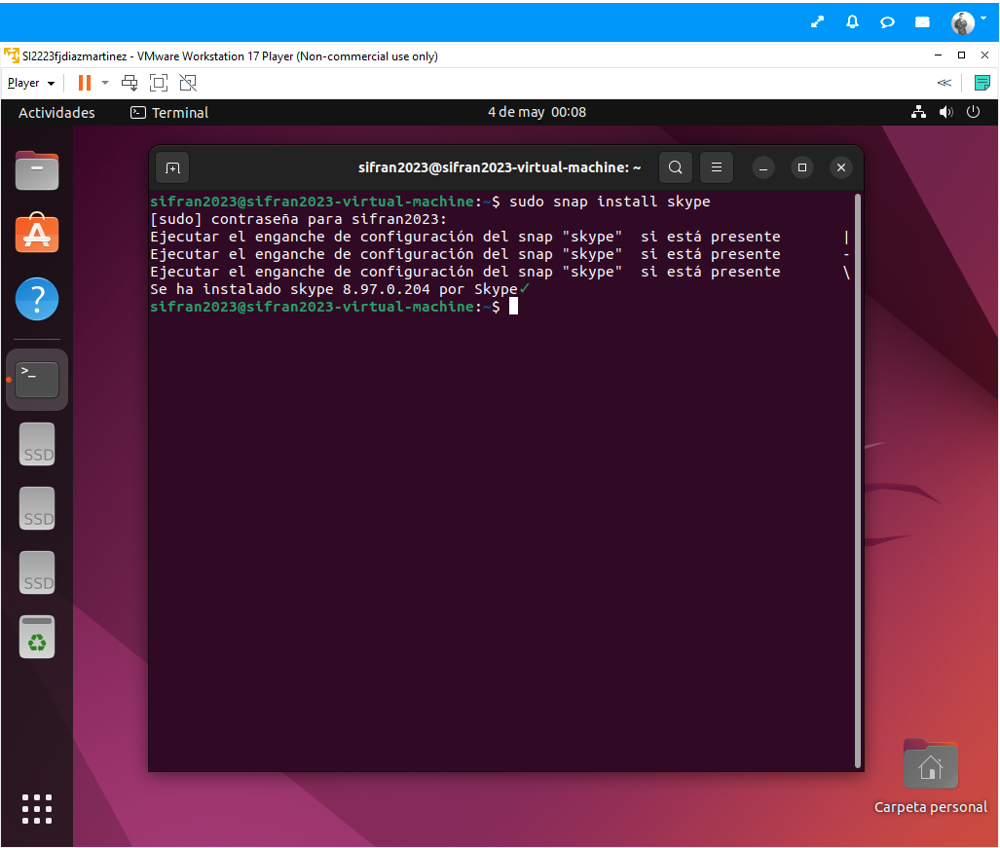 SI2223fjdiazmartinez - VMware Workstation 17 Player (Non-commercial use only)
Player
Actividades
Terminal
4 de may 00:08
sifran2023@sifran2023-virtual-machine: ~
sifran2023@sifran2023-virtual-machine:~$ sudo snap install skype
[sudo] contraseña para sifran2023:
Ejecutar el enganche de configuración del snap "skype"  si está presente       |
Ejecutar el enganche de configuración del snap "skype"  si está presente       -
Ejecutar el enganche de configuración del snap "skype"  si está presente       \
Se ha instalado skype 8.97.0.204 por Skype✓
sifran2023@sifran2023-virtual-machine:~$
>_
SSD
SSD
SSD
Carpeta personal